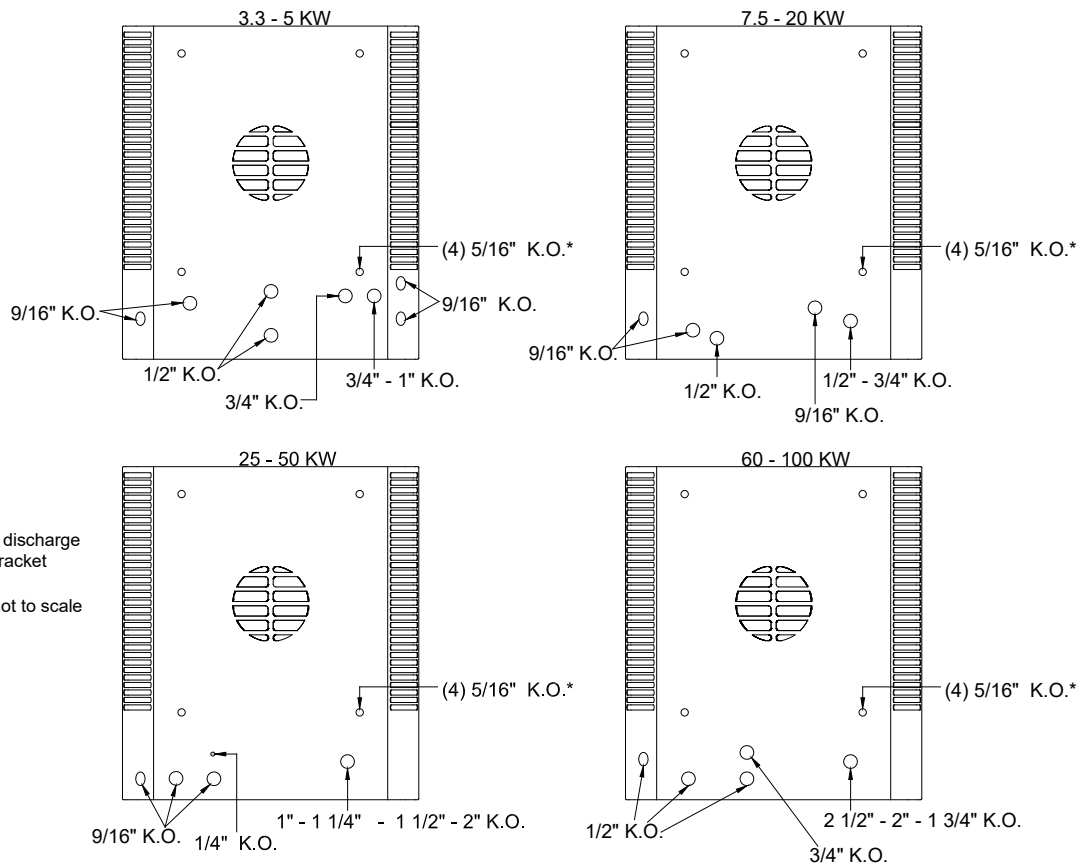 3.3 - 5 KW
(4) 5/16" K.O.*
9/16" K.O.
9/16" K.O.
1/2" K.O.
3/4" - 1" K.O.
3/4" K.O.
7.5 - 20 KW
(4) 5/16" K.O.*
9/16" K.O.
1/2" K.O.
1/2" - 3/4" K.O.
9/16" K.O.
25 - 50 KW
discharge
racket
ot to scale
(4) 5/16" K.O.*
9/16" K.O.
1/4" K.O.
1" - 1 1/4" - 1 1/2" - 2" K.O.
60 - 100 KW
(4) 5/16" K.O.*
1/2" K.O.
3/4" K.O.
2 1/2" - 2" - 1 3/4" K.O.